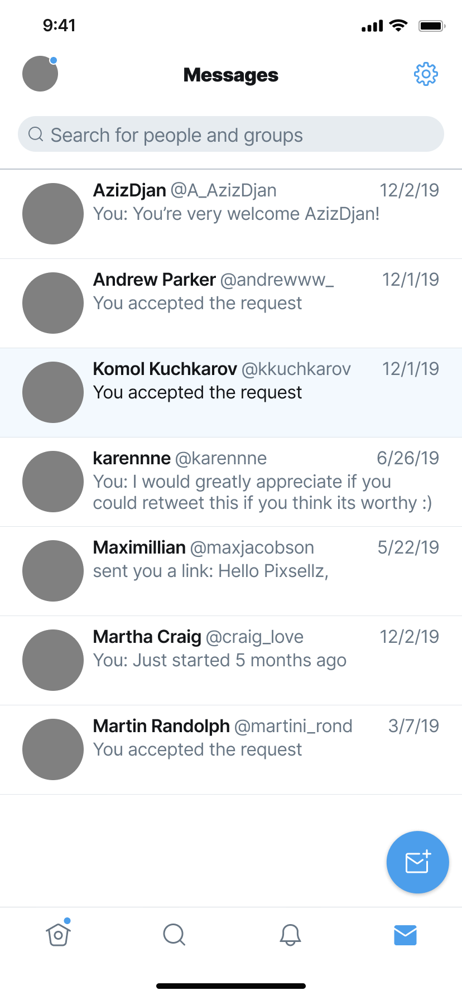 9:41
Messages
Search for people and groups
AzizDjan @A_AzizDjan 12/2/19
You: You’re very welcome AzizDjan!
Andrew Parker @andrewww_ 12/1/19
You accepted the request
Komol Kuchkarov @kkuchkarov 12/1/19
You accepted the request
karennne @karennne 6/26/19
You: I would greatly appreciate if you
could retweet this if you think its worthy :)
Maximillian @maxjacobson 5/22/19
sent you a link: Hello Pixsellz,
Martha Craig @craig_love 12/2/19
You: Just started 5 months ago
Martin Randolph @martini_rond 3/7/19
You accepted the request